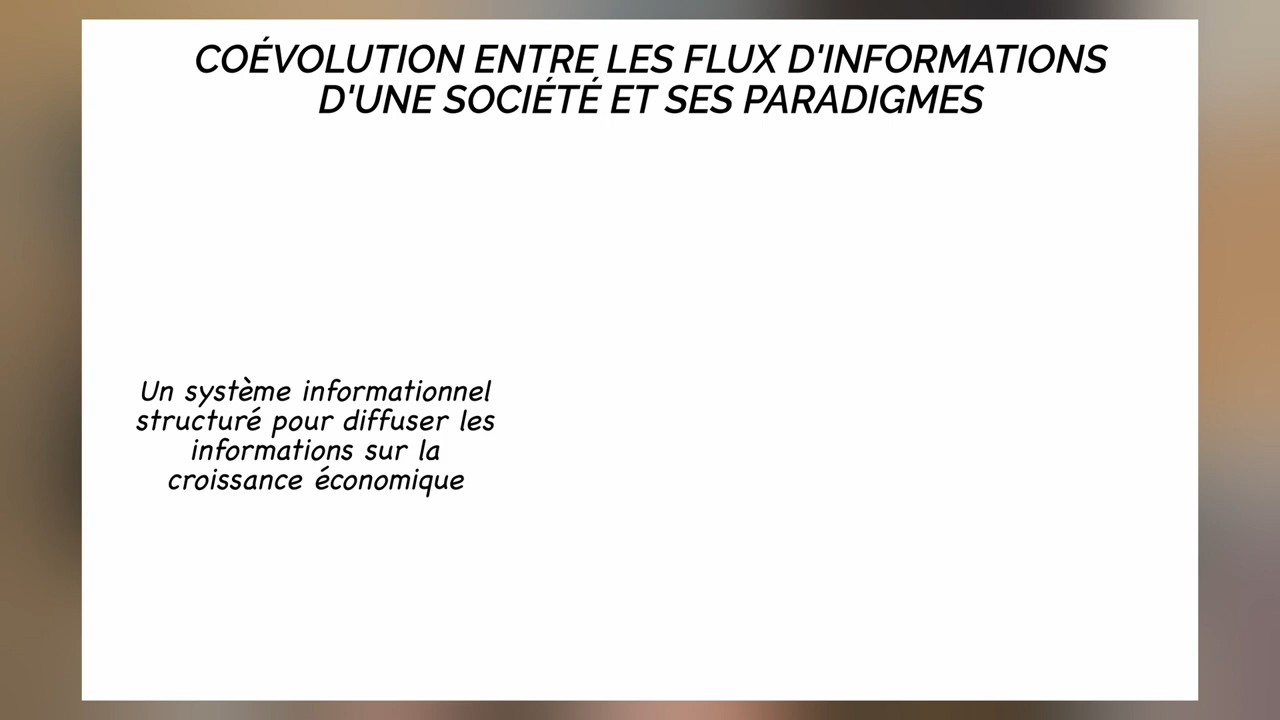 COÉVOLUTION ENTRE LES FLUX D'INFORMATIONS
D'UNE SOCIÉTÉ ET SES PARADIGMES
Un système informationnel
structuré pour diffuser les
informations sur la
croissance économique